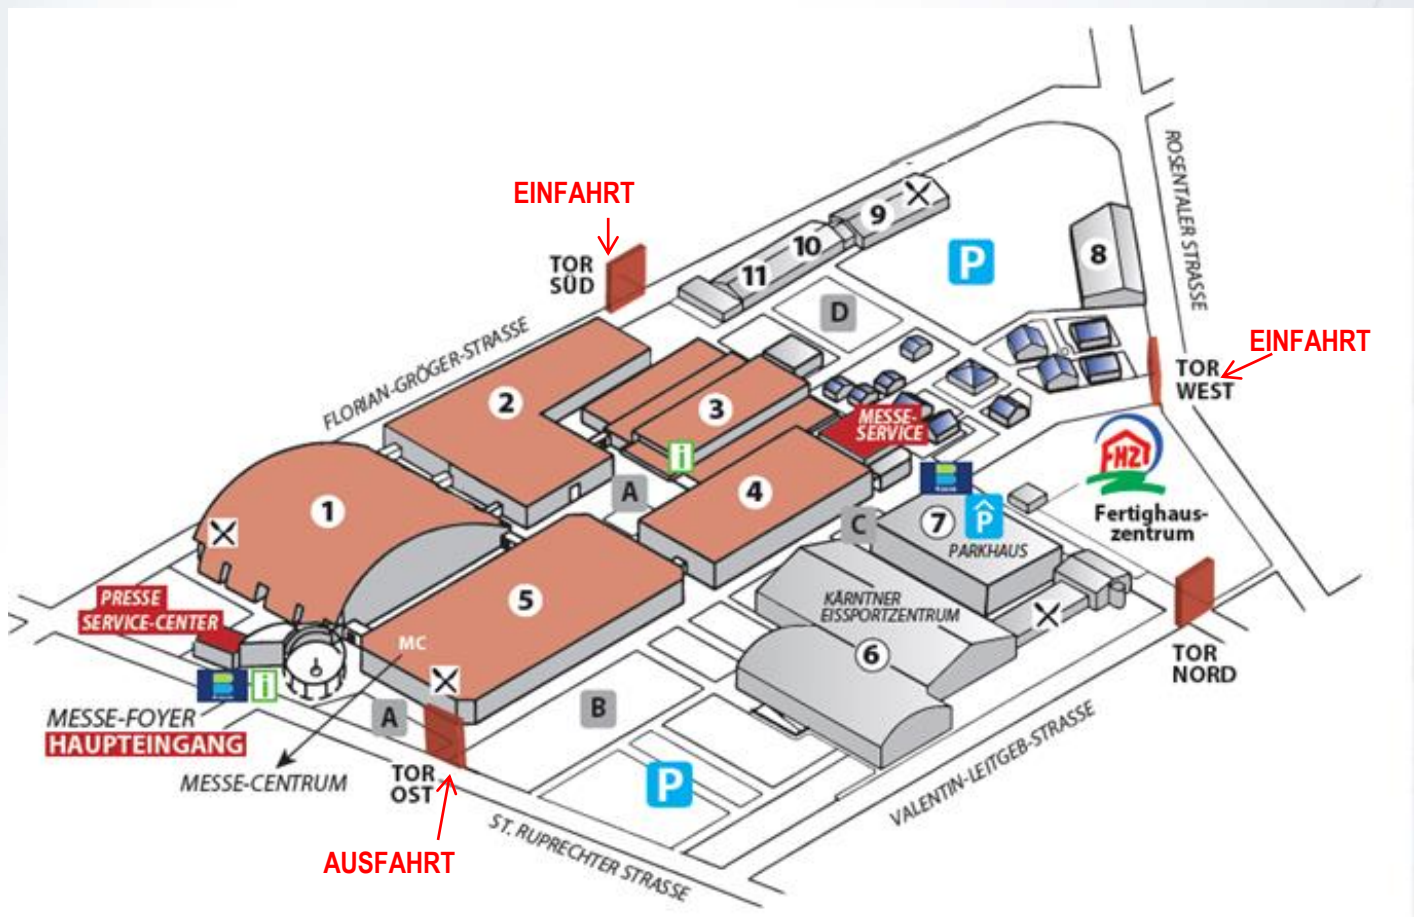 EINFAHRT
TOR
SÜD
ROSENTALER STRASSE
9
10
11
8
P
D
EINFAHRT
TOR
WEST
FLORIAN-GRÖGER-STRASSE
2
3
MESSE-
SERVICE
i
A
4
1
C
7
P
PARKHAUS
FHZ
Fertighaus-
zentrum
PRESSE
SERVICE-CENTER
5
MC
KÄRNTNER
EISSPORTZENTRUM
6
TOR
NORD
i
MESSE-FOYER
HAUPTEINGANG
A
B
MESSE-CENTRUM
TOR
OST
P
VALENTIN-LEITGEB-STRASSE
ST. RUPRECHTER STRASSE
AUSFAHRT